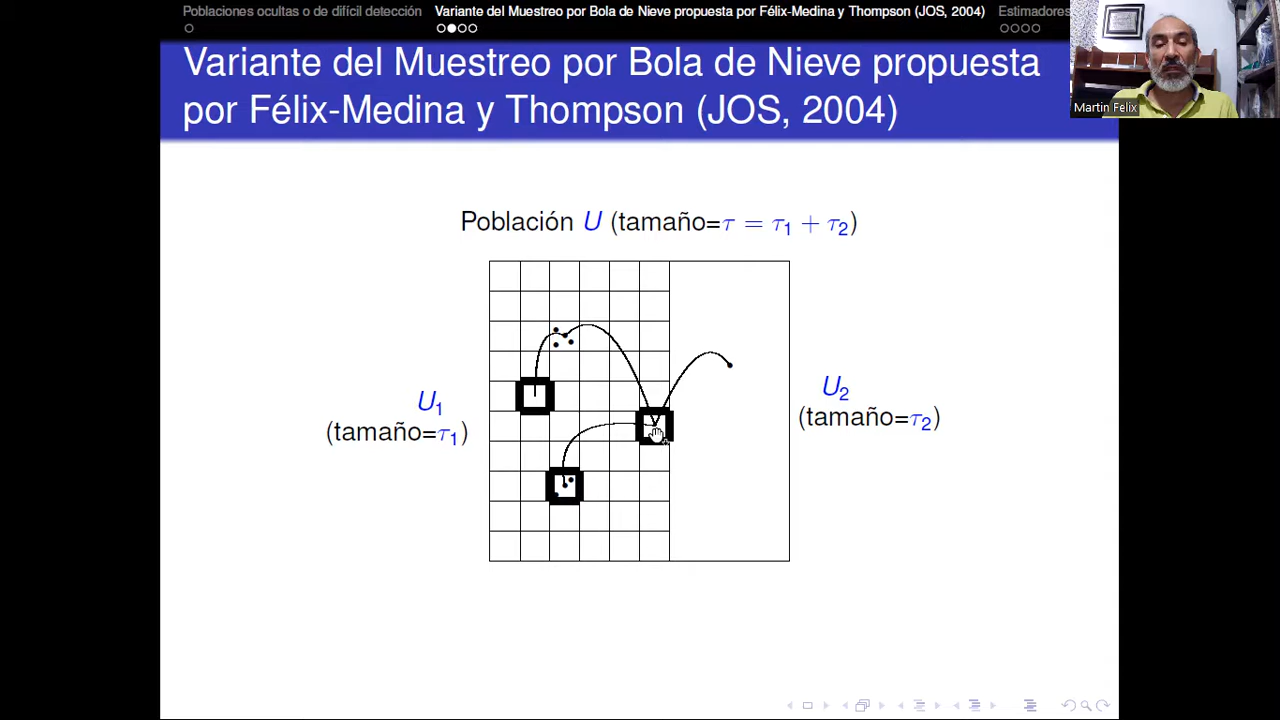 Poblaciones ocultas o de difícil detección
Variante del Muestreo por Bola de Nieve propuesta por Félix-Medina y Thompson (JOS, 2004)
Estimadores
Martin Felix
Variante del Muestreo por Bola de Nieve propuesta
por Félix-Medina y Thompson (JOS, 2004)
Población U (tamaño=τ = τ₁ + τ₂)
U₁
(tamaño=τ₁)
U₂
(tamaño=τ₂)